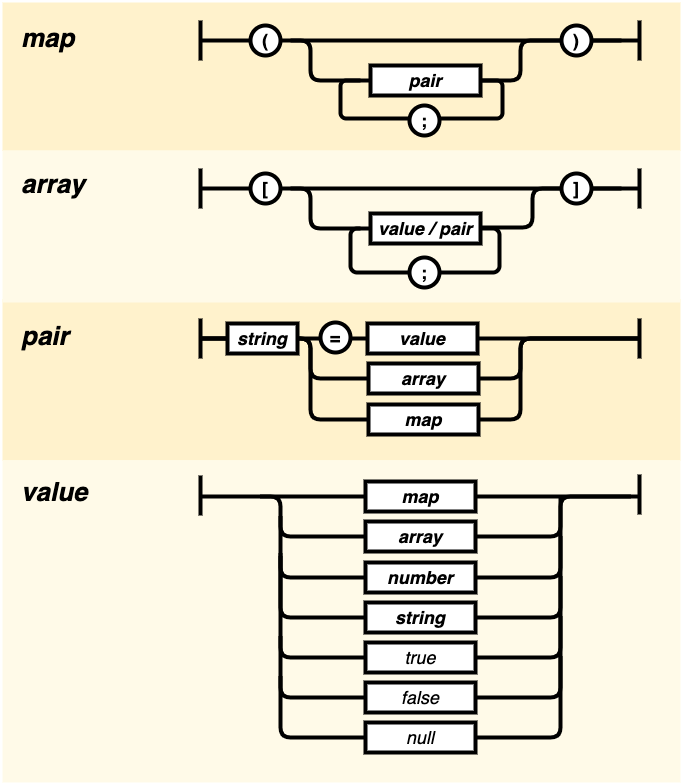 map ( )
pair
;
array [ ]
value / pair
;
pair string = value
array
map
value map
array
number
string
true
false
null